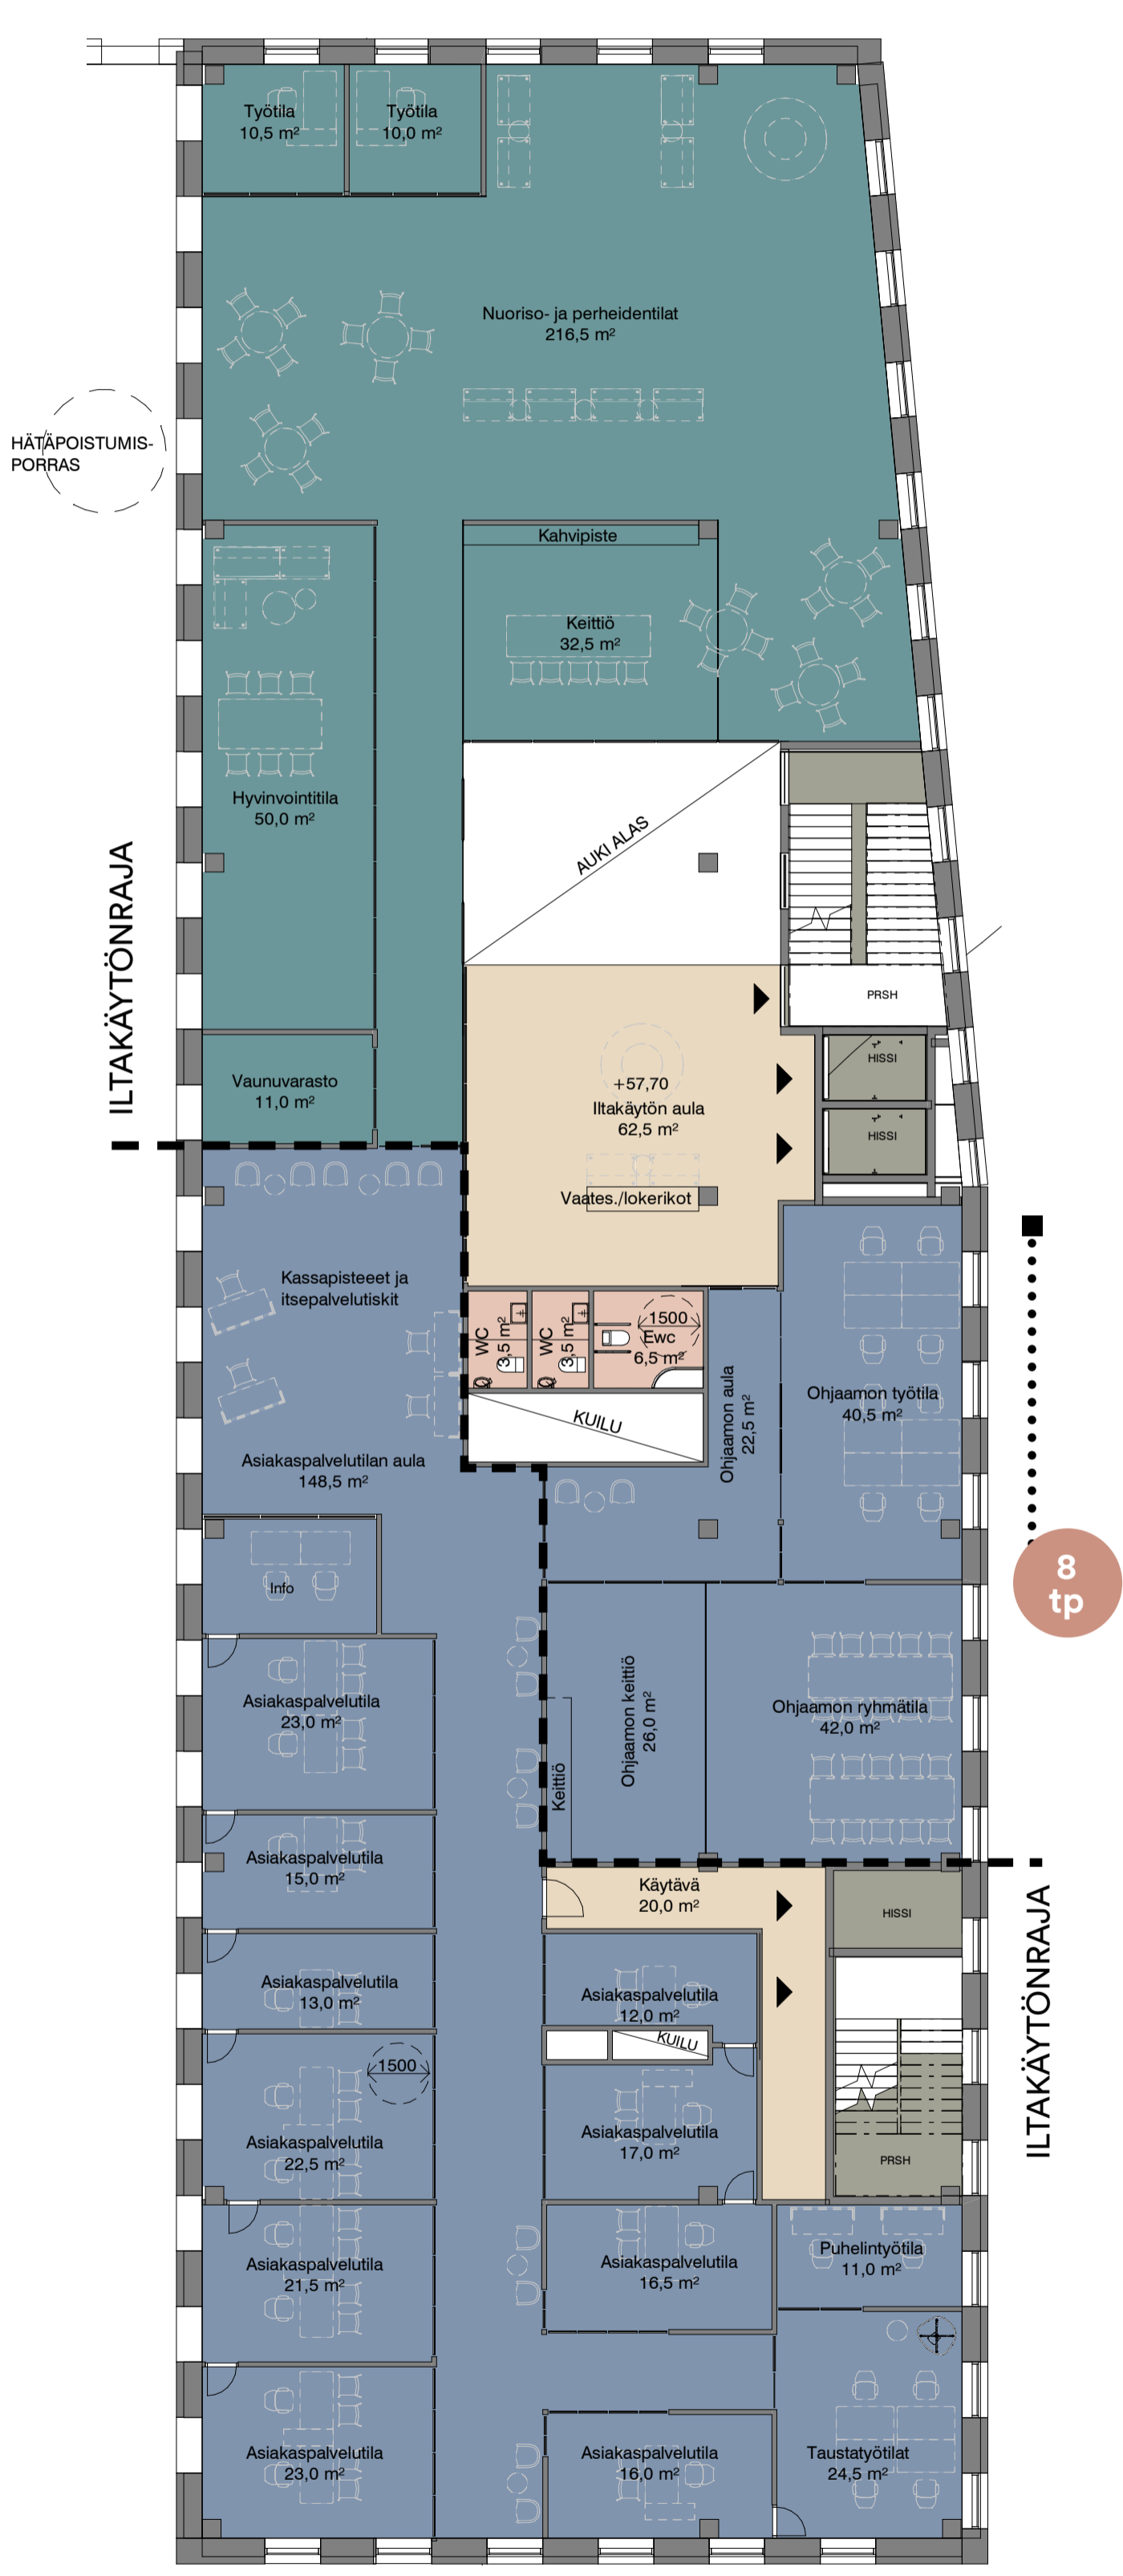 Työtila
10,5 m²
Työtila
10,0 m²
Nuoriso- ja perheidentilat
216,5 m²
HÄTÄPOISTUMIS-
PORRAS
Kahvipiste
Keittiö
32,5 m²
Hyvinvointitila
50,0 m²
AUKI ALAS
ILTAKÄYTÖNRAJA
PRSH
HISSI
Vaunuvarasto
11,0 m²
+57,70
Iltakäytön aula
62,5 m²
HISSI
Vaates./lokerikot
Kassapisteeet ja
itsepalvelutiskit
WC
3,5 m²
WC
3,5 m²
1500
Ewc
6,5 m²
KUILU
Ohjaamon aula
22,5 m²
Ohjaamon työtila
40,5 m²
Asiakaspalvelutilan aula
148,5 m²
Info
8
tp
Asiakaspalvelutila
23,0 m²
Ohjaamon keittiö
26,0 m²
Keittiö
Ohjaamon ryhmätila
42,0 m²
Asiakaspalvelutila
15,0 m²
Käytävä
20,0 m²
HISSI
Asiakaspalvelutila
13,0 m²
Asiakaspalvelutila
12,0 m²
KUILU
ILTAKÄYTÖNRAJA
1500
Asiakaspalvelutila
22,5 m²
Asiakaspalvelutila
17,0 m²
PRSH
Asiakaspalvelutila
21,5 m²
Asiakaspalvelutila
16,5 m²
Puhelintyötila
11,0 m²
Asiakaspalvelutila
23,0 m²
Asiakaspalvelutila
16,0 m²
Taustatyötilat
24,5 m²